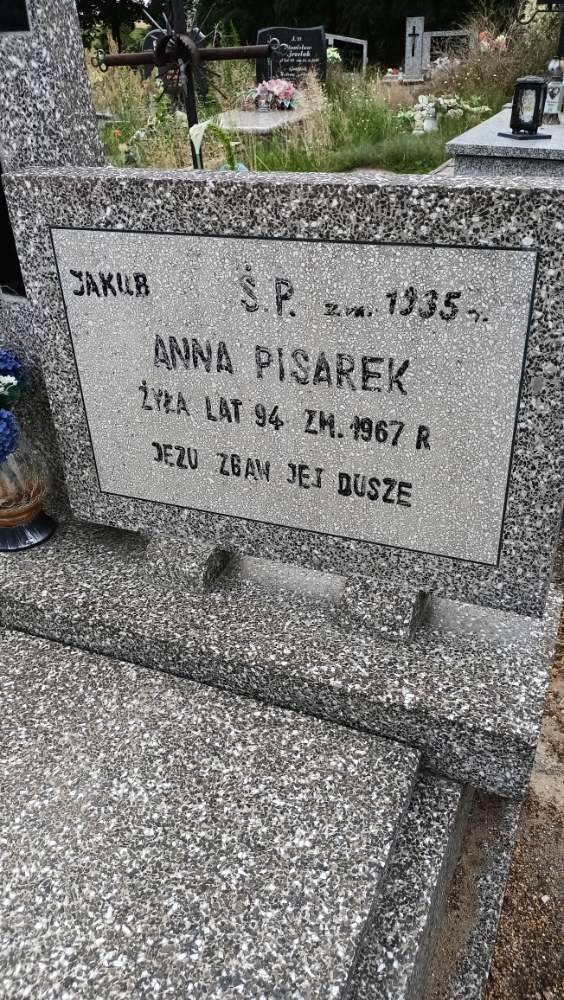 JAKUB Ś.P. zm. 1935 r.
ANNA PISAREK
ŻYŁA LAT 94 ZM. 1967 R
JEZU ZBAW JEJ DUSZE